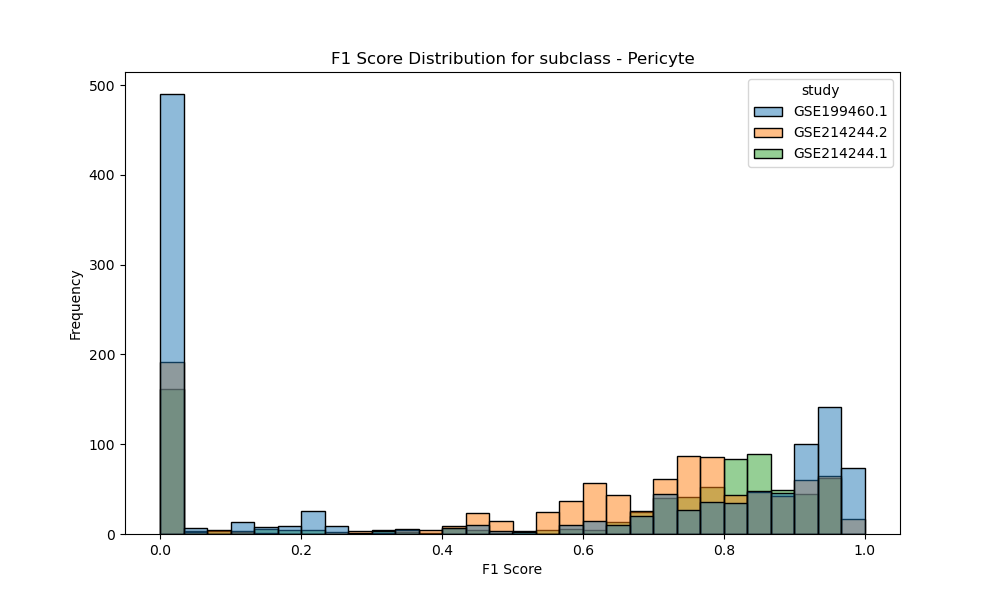 F1 Score Distribution for subclass - Pericyte
study
GSE199460.1
GSE214244.2
GSE214244.1
Frequency
500
400
300
200
100
0
0.0 0.2 0.4 0.6 0.8 1.0
F1 Score